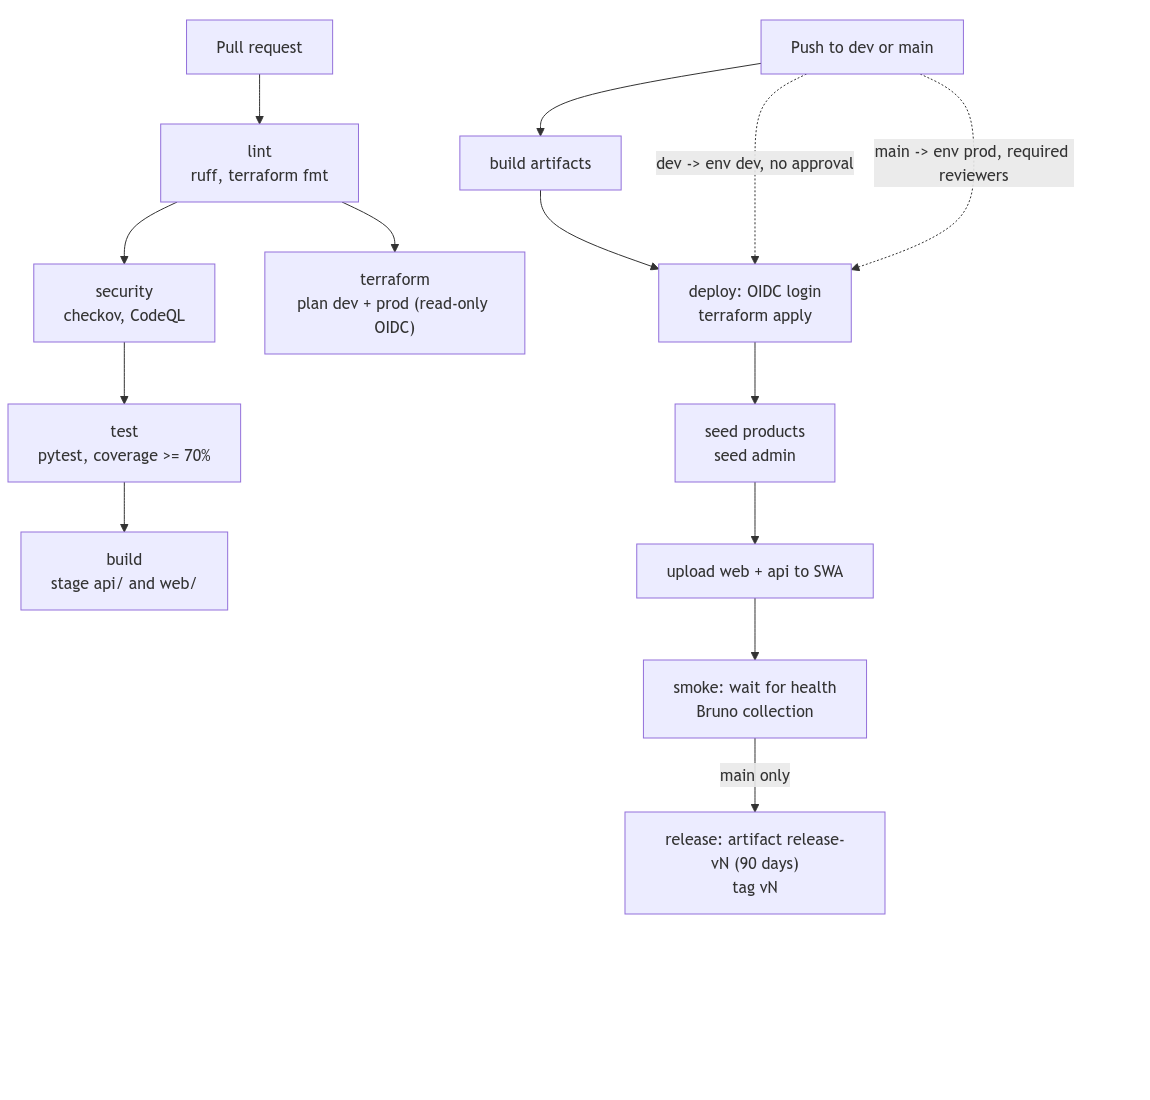 Pull request
lint
ruff, terraform fmt
security
checkov, CodeQL
terraform
plan dev + prod (read-only
OIDC)
test
pytest, coverage >= 70%
build
stage api/ and web/
Push to dev or main
build artifacts
dev -> env dev, no approval
main -> env prod, required
reviewers
deploy: OIDC login
terraform apply
seed products
seed admin
upload web + api to SWA
smoke: wait for health
Bruno collection
main only
release: artifact release-
vN (90 days)
tag vN